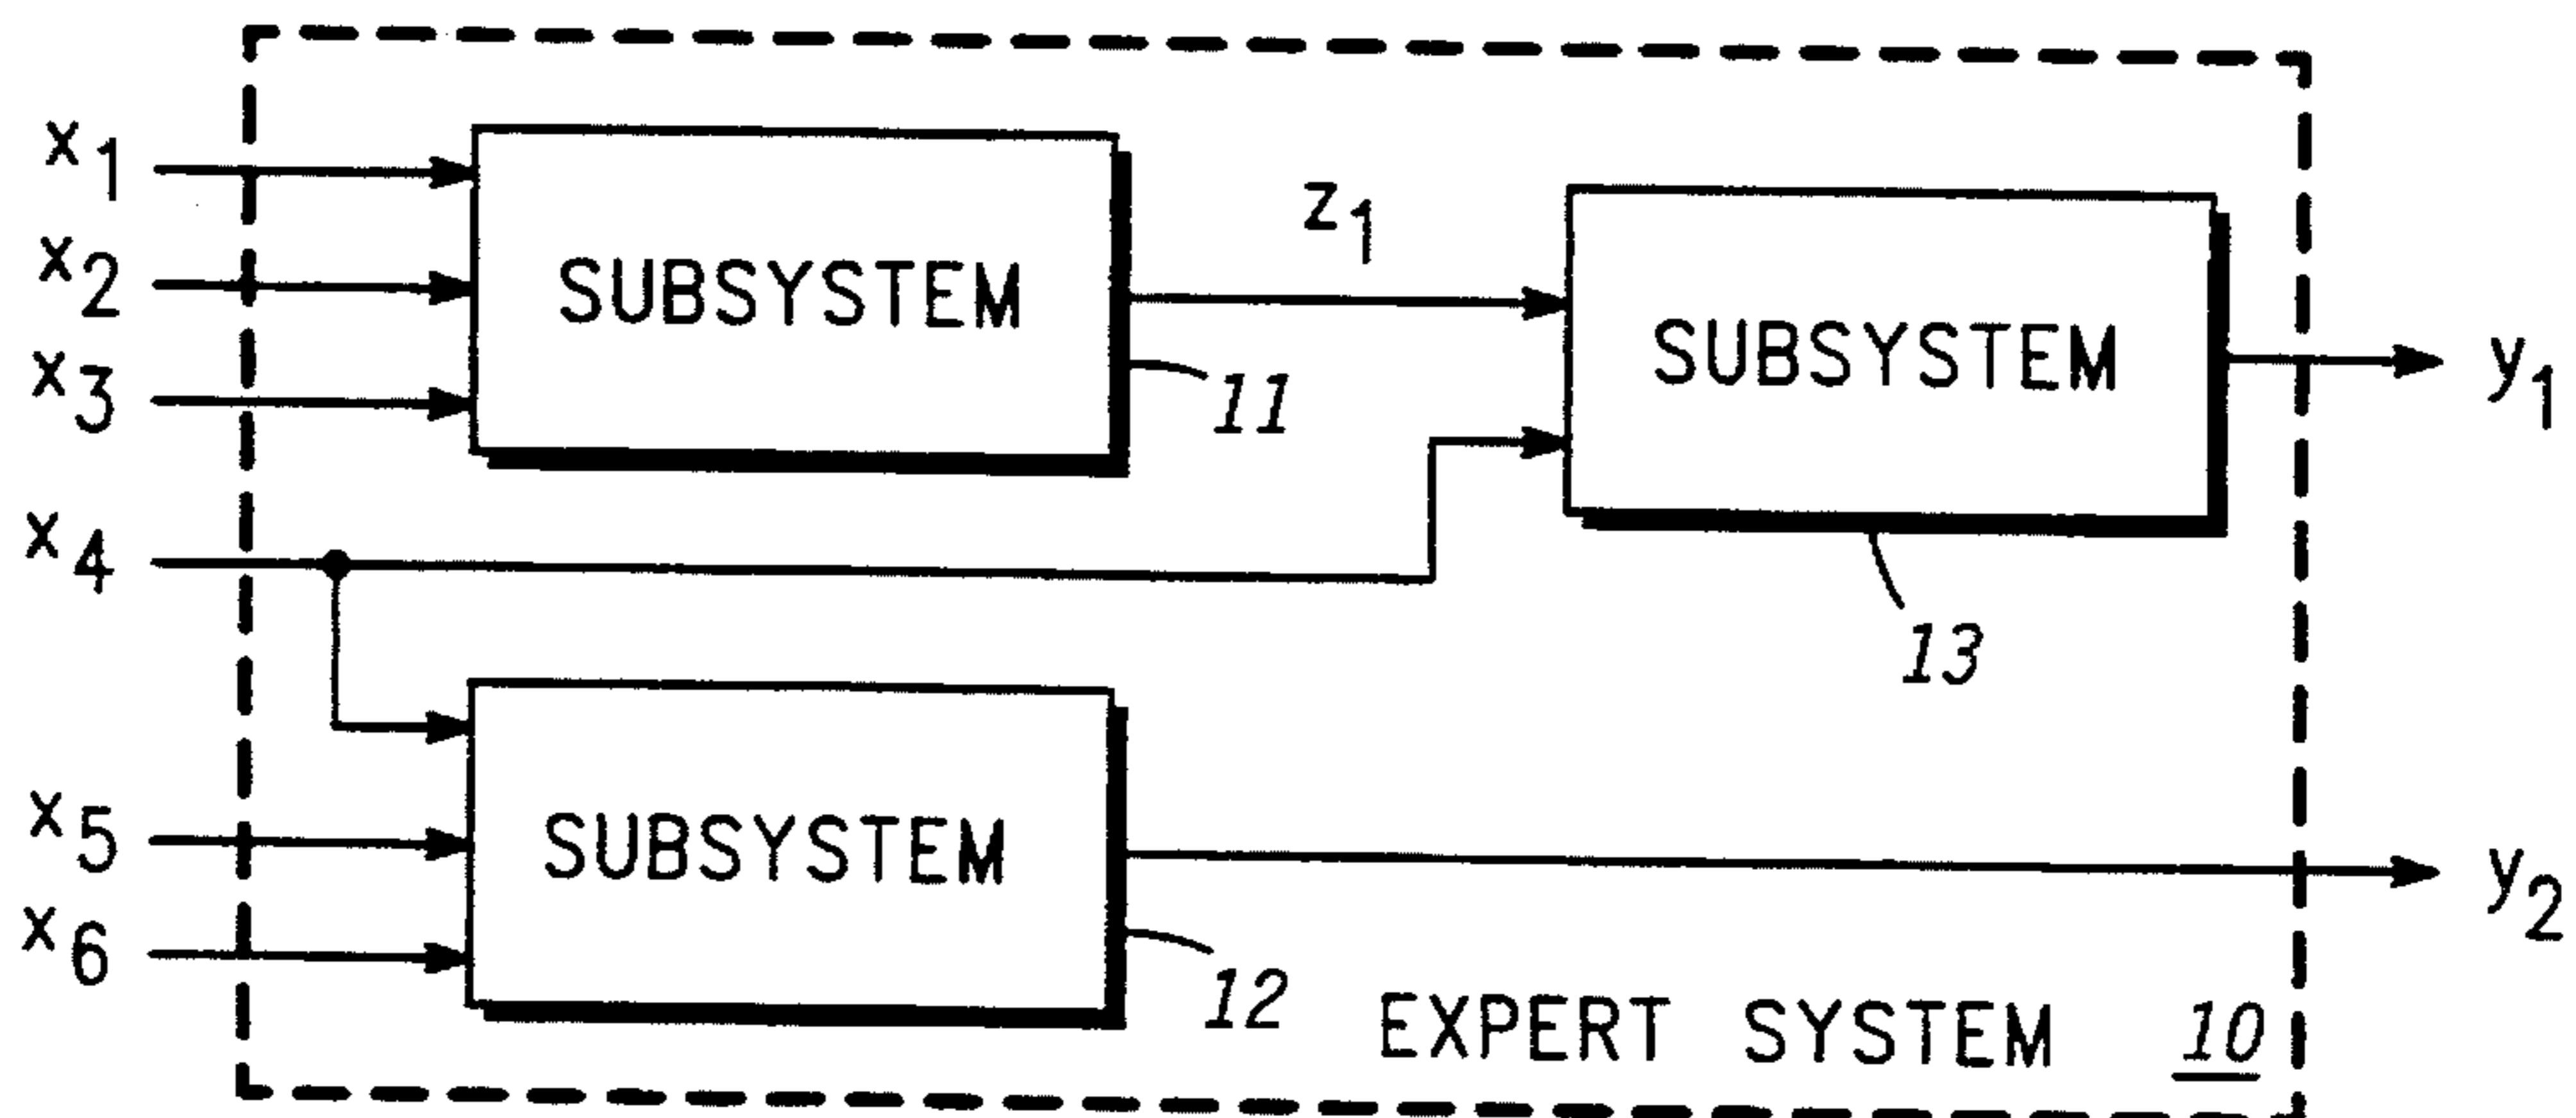 x1
x2
x3
SUBSYSTEM
11
z1
SUBSYSTEM
13
y1
x4
x5
x6
SUBSYSTEM
12
y2
EXPERT SYSTEM 10